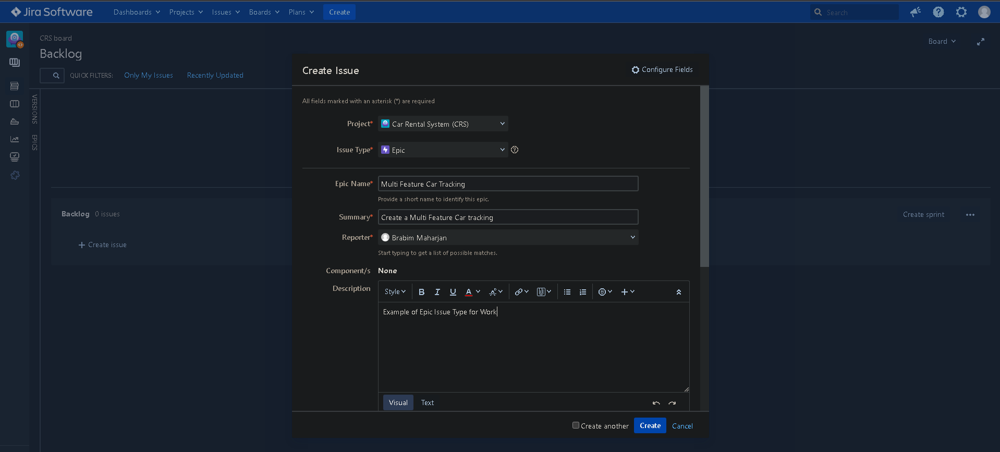 Jira Software Dashboards Projects Issues Boards Plans Create Search
CRS board
Board
Backlog
QUICK FILTERS: Only My Issues Recently Updated
VERSIONS
EPICS
Backlog 0 issues
Create sprint
Create issue
Create Issue
Configure Fields
All fields marked with an asterisk (*) are required
Project* Car Rental System (CRS)
Issue Type* Epic
Epic Name* Multi Feature Car Tracking
Provide a short name to identify this epic.
Summary* Create a Multi Feature Car tracking
Reporter* Brabim Maharjan
Start typing to get a list of possible matches.
Component/s None
Description
Style B I U A
Example of Epic Issue Type for Work
Visual Text
Create another Create Cancel